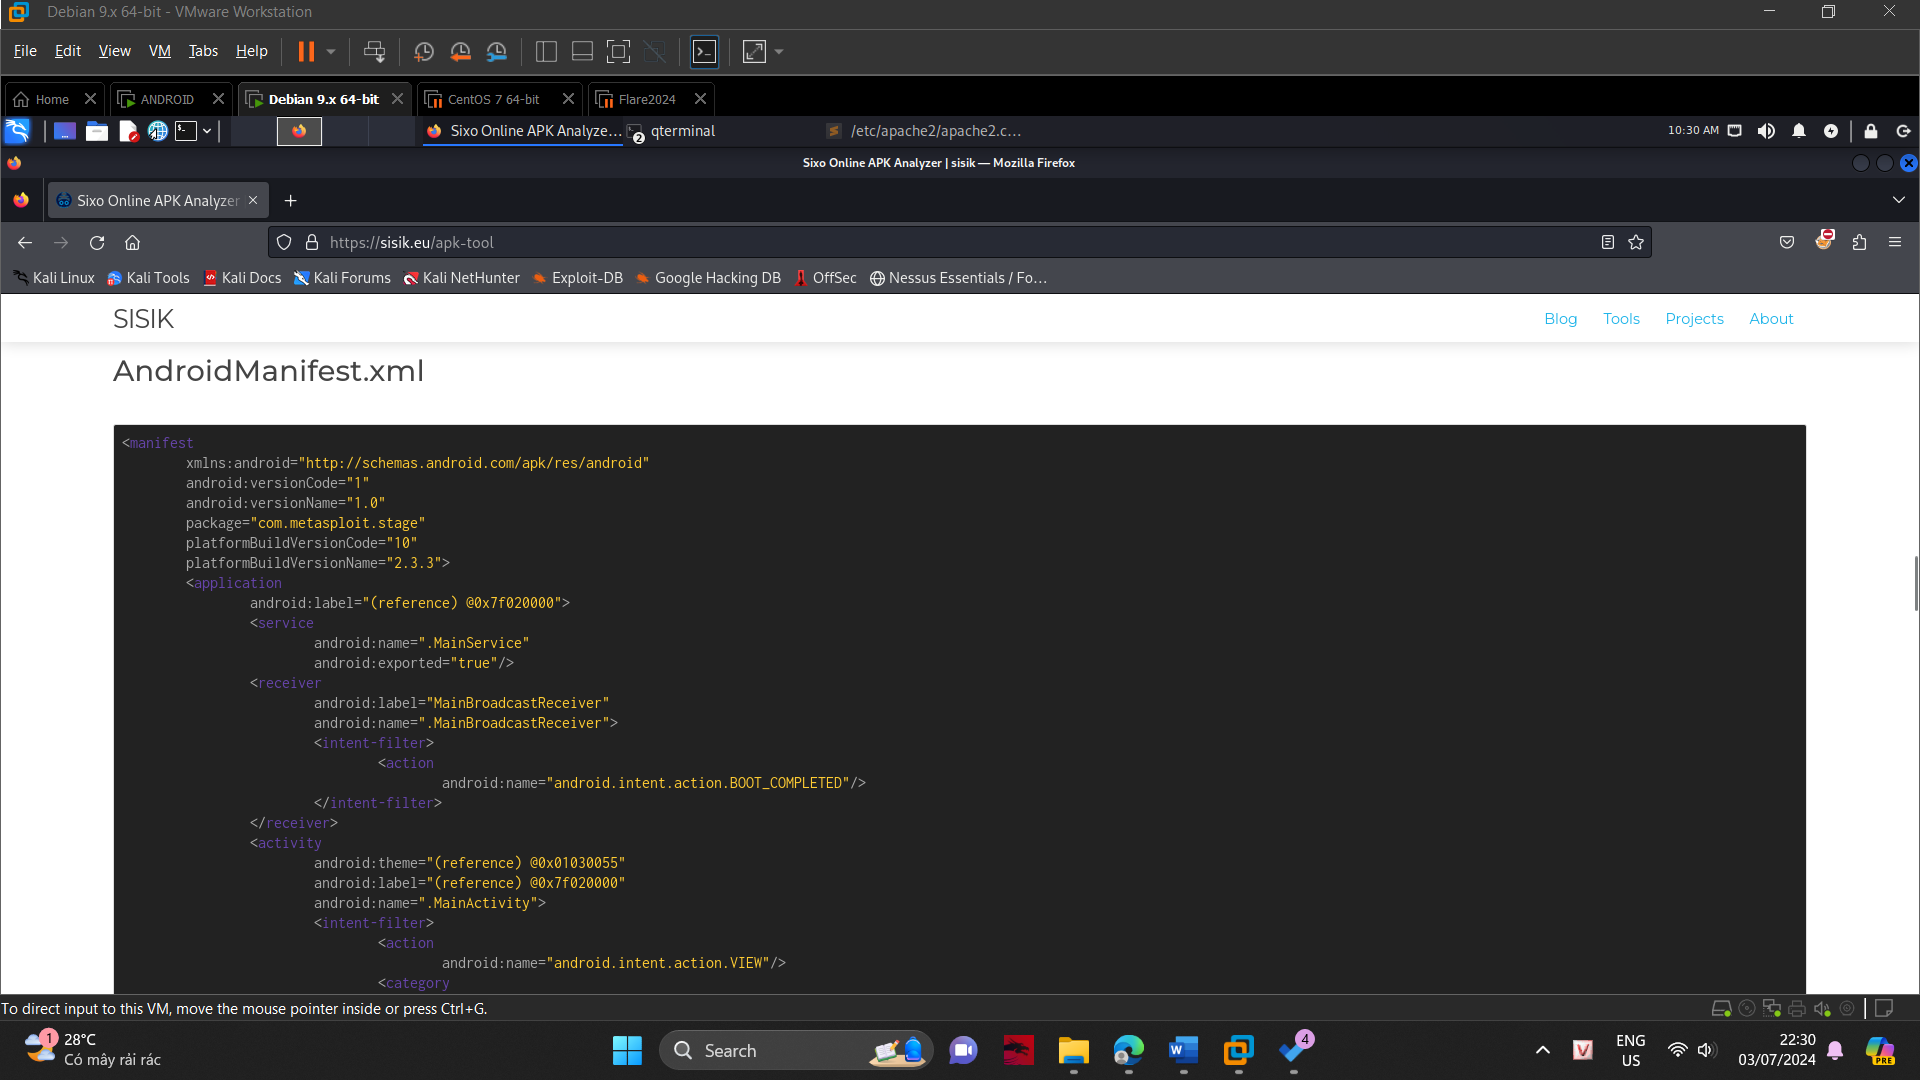 Debian 9.x 64-bit - VMware Workstation
File Edit View VM Tabs Help
Home ANDROID Debian 9.x 64-bit CentOS 7 64-bit Flare2024
Sixo Online APK Analyze... 2 qterminal /etc/apache2/apache2.c... 10:30 AM
Sixo Online APK Analyzer | sisik — Mozilla Firefox
Sixo Online APK Analyzer
https://sisik.eu/apk-tool
Kali Linux Kali Tools Kali Docs Kali Forums Kali NetHunter Exploit-DB Google Hacking DB OffSec Nessus Essentials / Fo...
SISIK Blog Tools Projects About
AndroidManifest.xml
<manifest
xmlns:android="http://schemas.android.com/apk/res/android"
android:versionCode="1"
android:versionName="1.0"
package="com.metasploit.stage"
platformBuildVersionCode="10"
platformBuildVersionName="2.3.3">
<application
android:label="(reference) @0x7f020000">
<service
android:name=".MainService"
android:exported="true"/>
<receiver
android:label="MainBroadcastReceiver"
android:name=".MainBroadcastReceiver">
<intent-filter>
<action
android:name="android.intent.action.BOOT_COMPLETED"/>
</intent-filter>
</receiver>
<activity
android:theme="(reference) @0x01030055"
android:label="(reference) @0x7f020000"
android:name=".MainActivity">
<intent-filter>
<action
android:name="android.intent.action.VIEW"/>
<category
To direct input to this VM, move the mouse pointer inside or press Ctrl+G.
1 28°C
Có mây rải rác
Search
4
ENG
US
22:30
03/07/2024
PRE